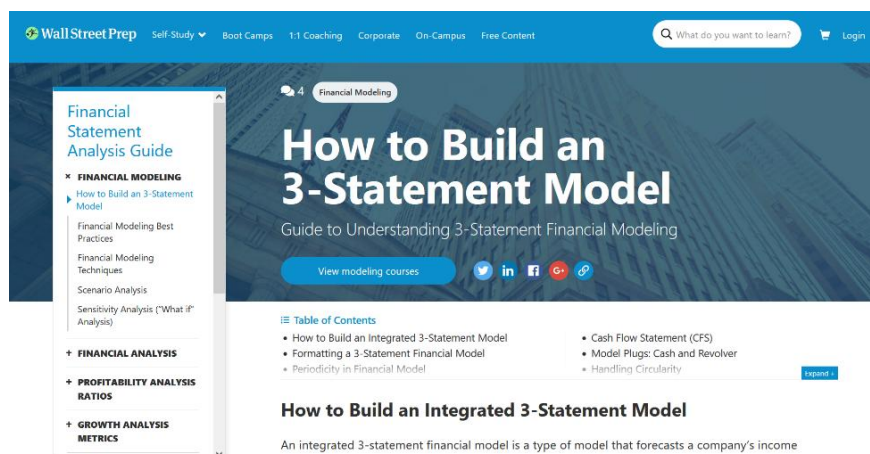 Wall Street Prep
Self-Study
Boot Camps
1:1 Coaching
Corporate
On-Campus
Free Content
What do you want to learn?
Login
Financial
Statement
Analysis Guide
× FINANCIAL MODELING
How to Build an 3-Statement
Model
Financial Modeling Best
Practices
Financial Modeling
Techniques
Scenario Analysis
Sensitivity Analysis ("What if"
Analysis)
+ FINANCIAL ANALYSIS
+ PROFITABILITY ANALYSIS
RATIOS
+ GROWTH ANALYSIS
METRICS
4
Financial Modeling
How to Build an
3-Statement Model
Guide to Understanding 3-Statement Financial Modeling
View modeling courses
in
f
G+
Table of Contents
• How to Build an Integrated 3-Statement Model
• Formatting a 3-Statement Financial Model
• Periodicity in Financial Model
• Cash Flow Statement (CFS)
• Model Plugs: Cash and Revolver
• Handling Circularity
Expand +
How to Build an Integrated 3-Statement Model
An integrated 3-statement financial model is a type of model that forecasts a company's income